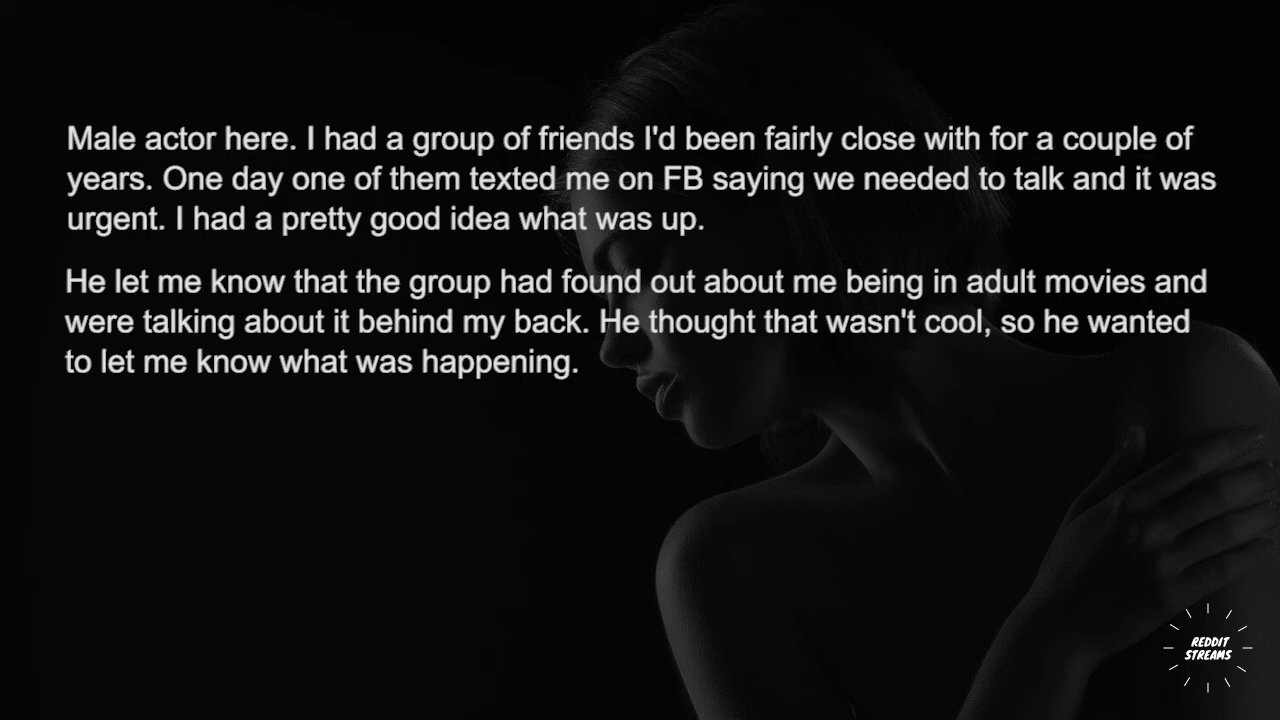 Male actor here. I had a group of friends I'd been fairly close with for a couple of
years. One day one of them texted me on FB saying we needed to talk and it was
urgent. I had a pretty good idea what was up.
He let me know that the group had found out about me being in adult movies and
were talking about it behind my back. He thought that wasn't cool, so he wanted
to let me know what was happening.
REDDIT
STREAMS